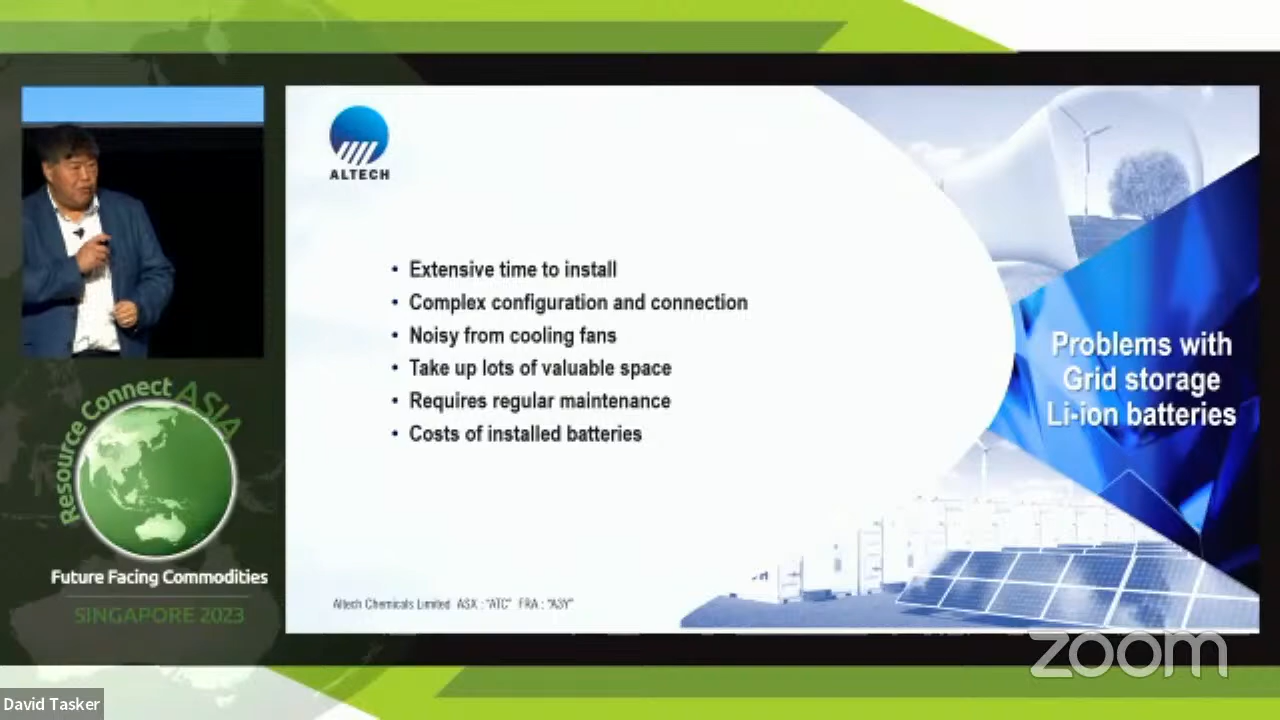 ALTECH
• Extensive time to install
• Complex configuration and connection
• Noisy from cooling fans
• Take up lots of valuable space
• Requires regular maintenance
• Costs of installed batteries
Problems with
Grid storage
Li-ion batteries
Altech Chemicals Limited ASX : "ATC" FRA : "A3Y"
Resource Connect ASIA
Future Facing Commodities
SINGAPORE 2023
zoom
David Tasker